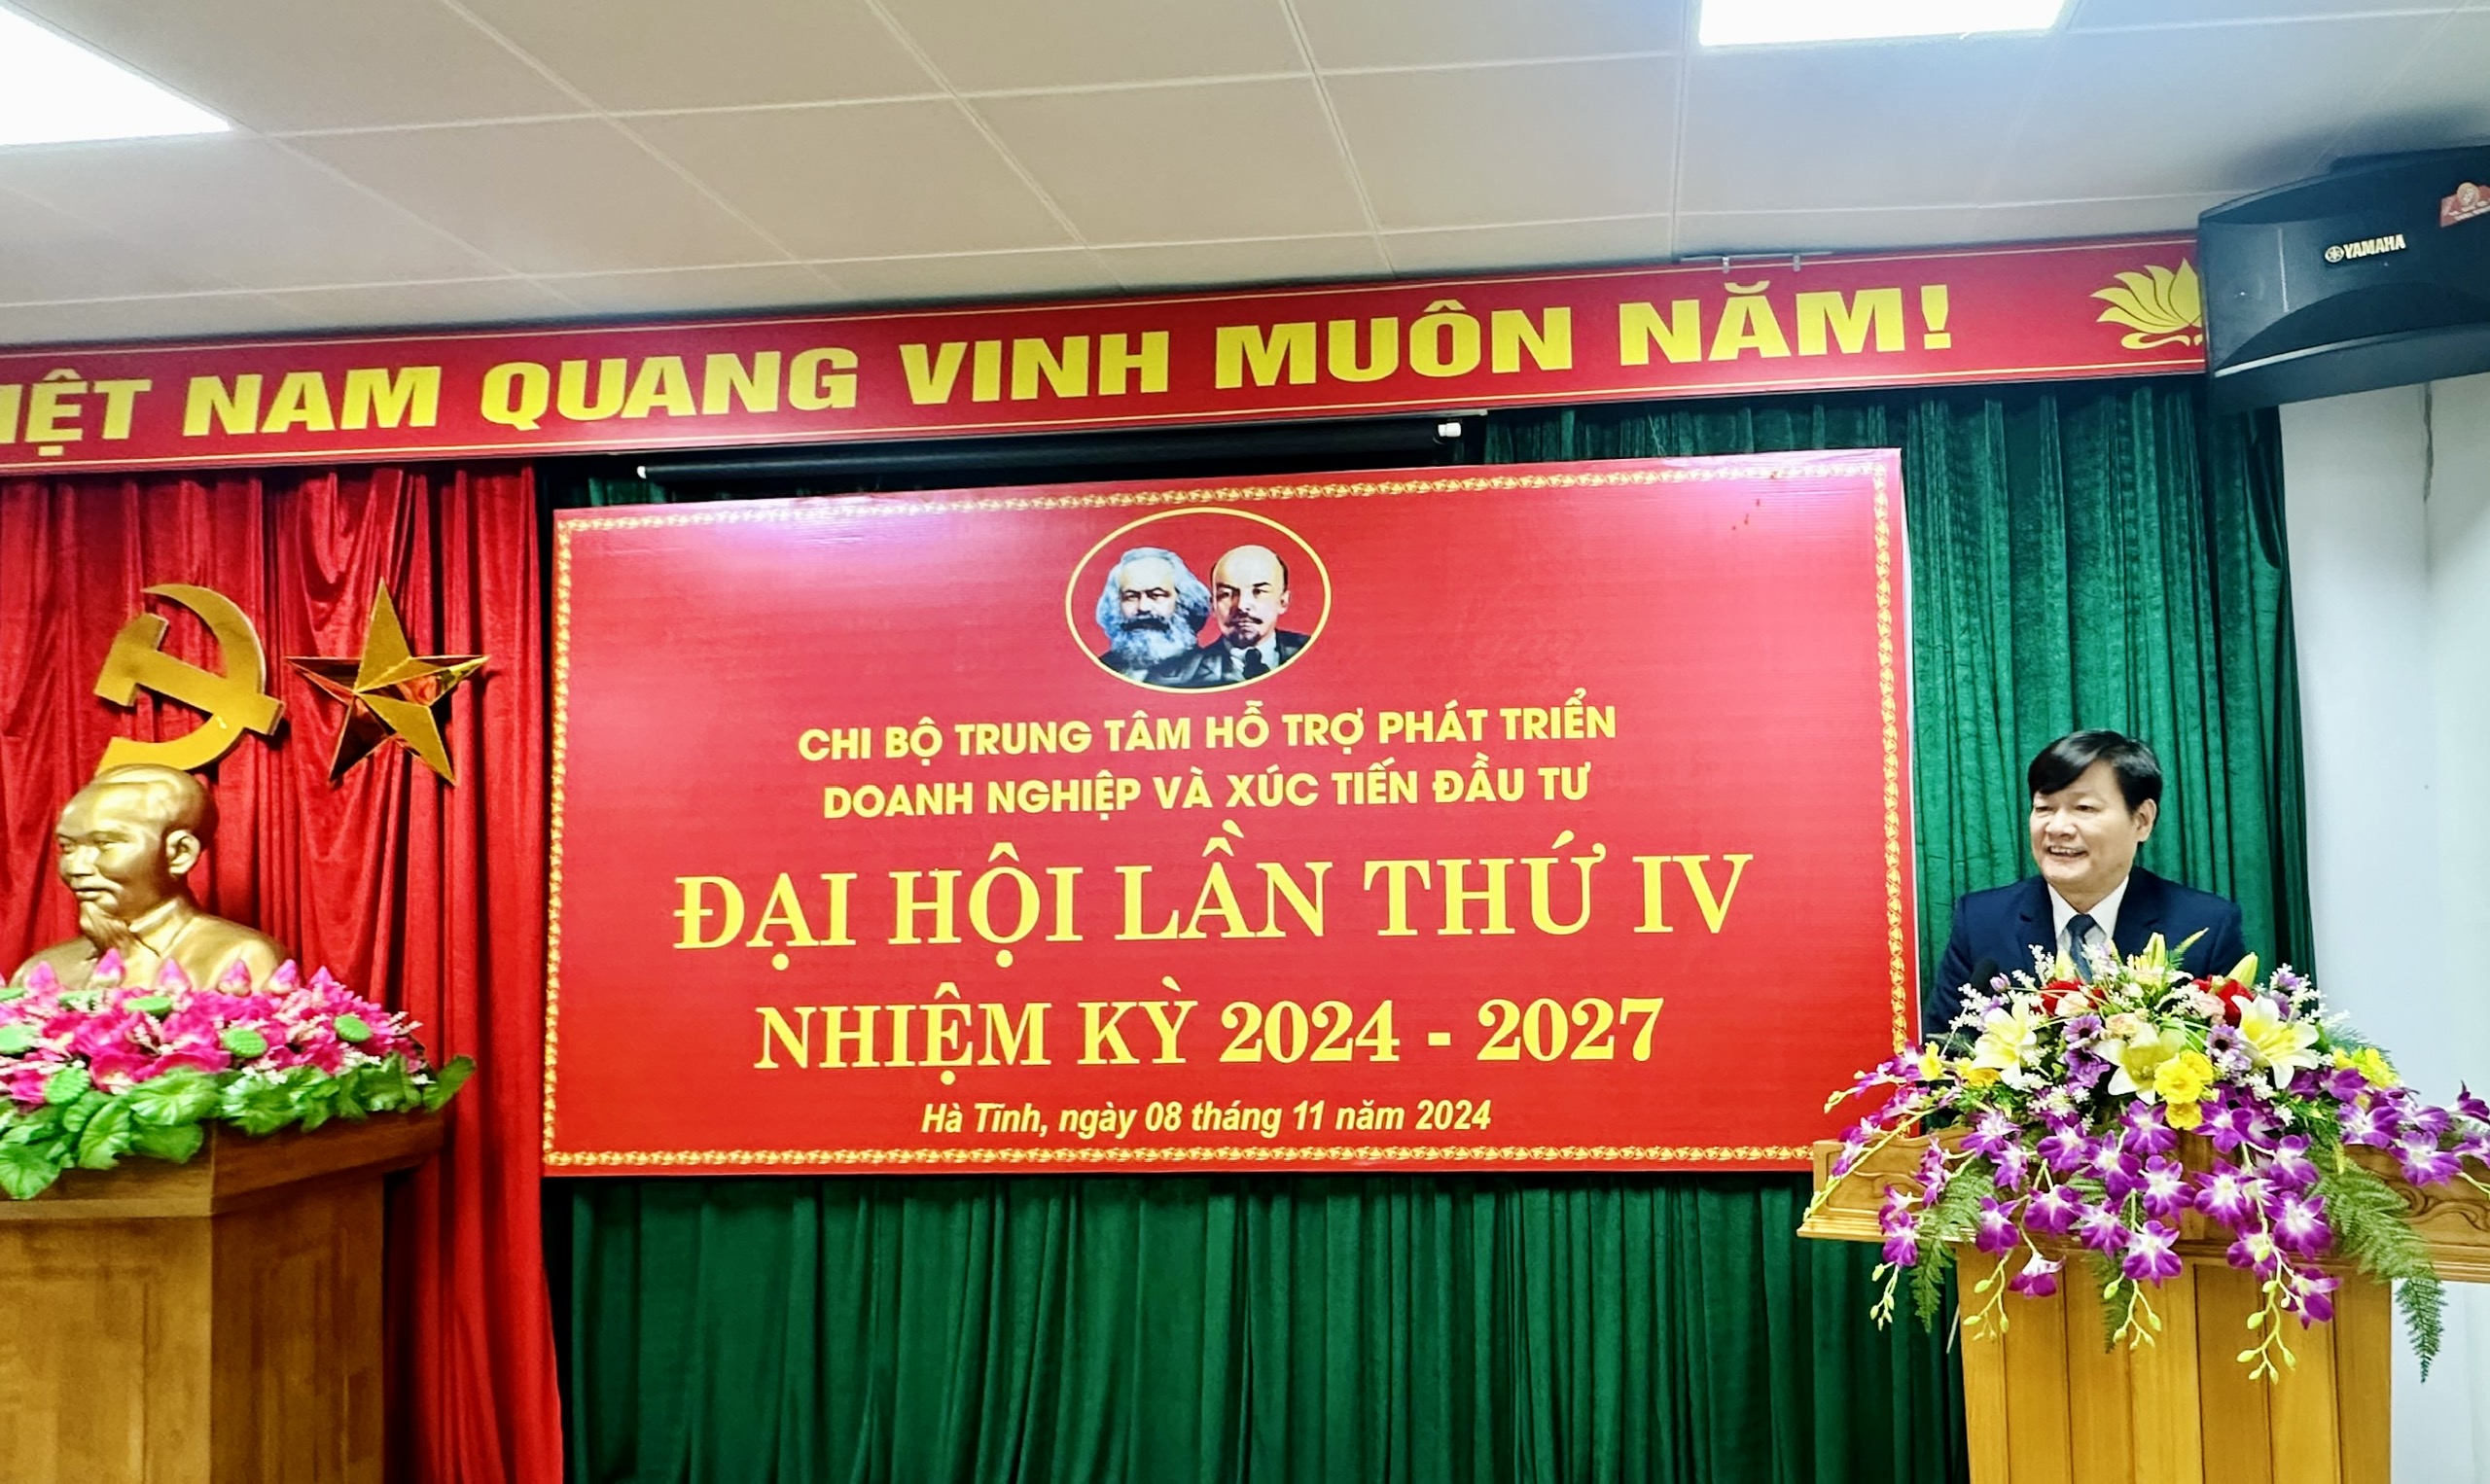 IỆT NAM QUANG VINH MUÔN NĂM!
YAMAHA
CHI BỘ TRUNG TÂM HỖ TRỢ PHÁT TRIỂN
DOANH NGHIỆP VÀ XÚC TIẾN ĐẦU TƯ
ĐẠI HỘI LẦN THỨ IV
NHIỆM KỲ 2024 - 2027
Hà Tĩnh, ngày 08 tháng 11 năm 2024